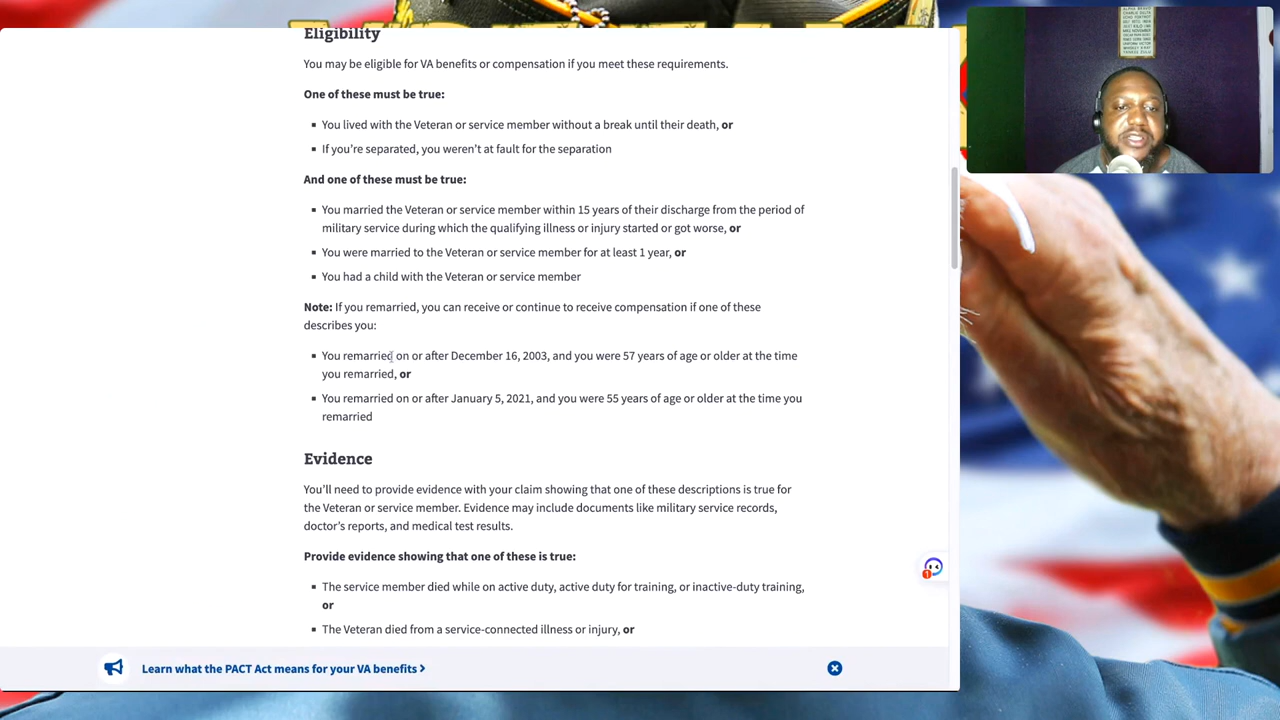 Eligibility
You may be eligible for VA benefits or compensation if you meet these requirements.
One of these must be true:
▪ You lived with the Veteran or service member without a break until their death, or
▪ If you’re separated, you weren't at fault for the separation
And one of these must be true:
▪ You married the Veteran or service member within 15 years of their discharge from the period of
military service during which the qualifying illness or injury started or got worse, or
▪ You were married to the Veteran or service member for at least 1 year, or
▪ You had a child with the Veteran or service member
Note: If you remarried, you can receive or continue to receive compensation if one of these
describes you:
▪ You remarried on or after December 16, 2003, and you were 57 years of age or older at the time
you remarried, or
▪ You remarried on or after January 5, 2021, and you were 55 years of age or older at the time you
remarried
Evidence
You’ll need to provide evidence with your claim showing that one of these descriptions is true for
the Veteran or service member. Evidence may include documents like military service records,
doctor’s reports, and medical test results.
Provide evidence showing that one of these is true:
▪ The service member died while on active duty, active duty for training, or inactive-duty training,
or
▪ The Veteran died from a service-connected illness or injury, or
1
Learn what the PACT Act means for your VA benefits